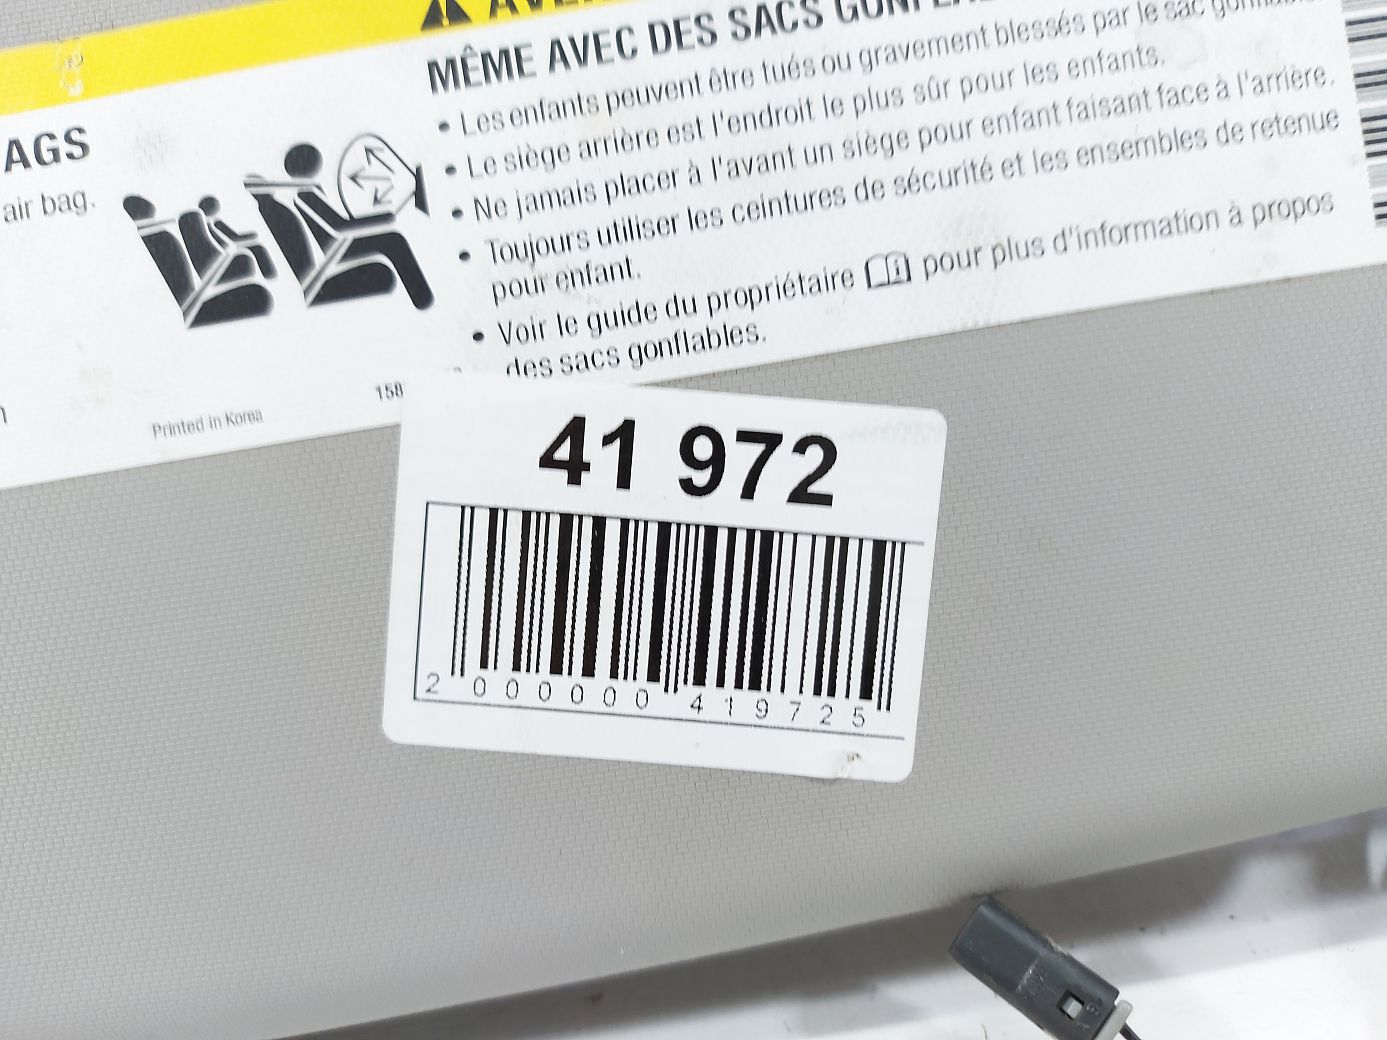 MÊME AVEC DES SACS
• Les enfants peuvent être tués ou gravement blessés par le sac
• Le siège arrière est l'endroit le plus sûr pour les enfants.
• Ne jamais placer à l'avant un siège pour enfant faisant face à l'arrière.
• Toujours utiliser les ceintures de sécurité et les ensembles de retenue
pour enfant.
• Voir le guide du propriétaire pour plus d'information à propos
des sacs gonflables.
AGS
air bag.
Printed in Korea
158
41 972
2 000000 419725